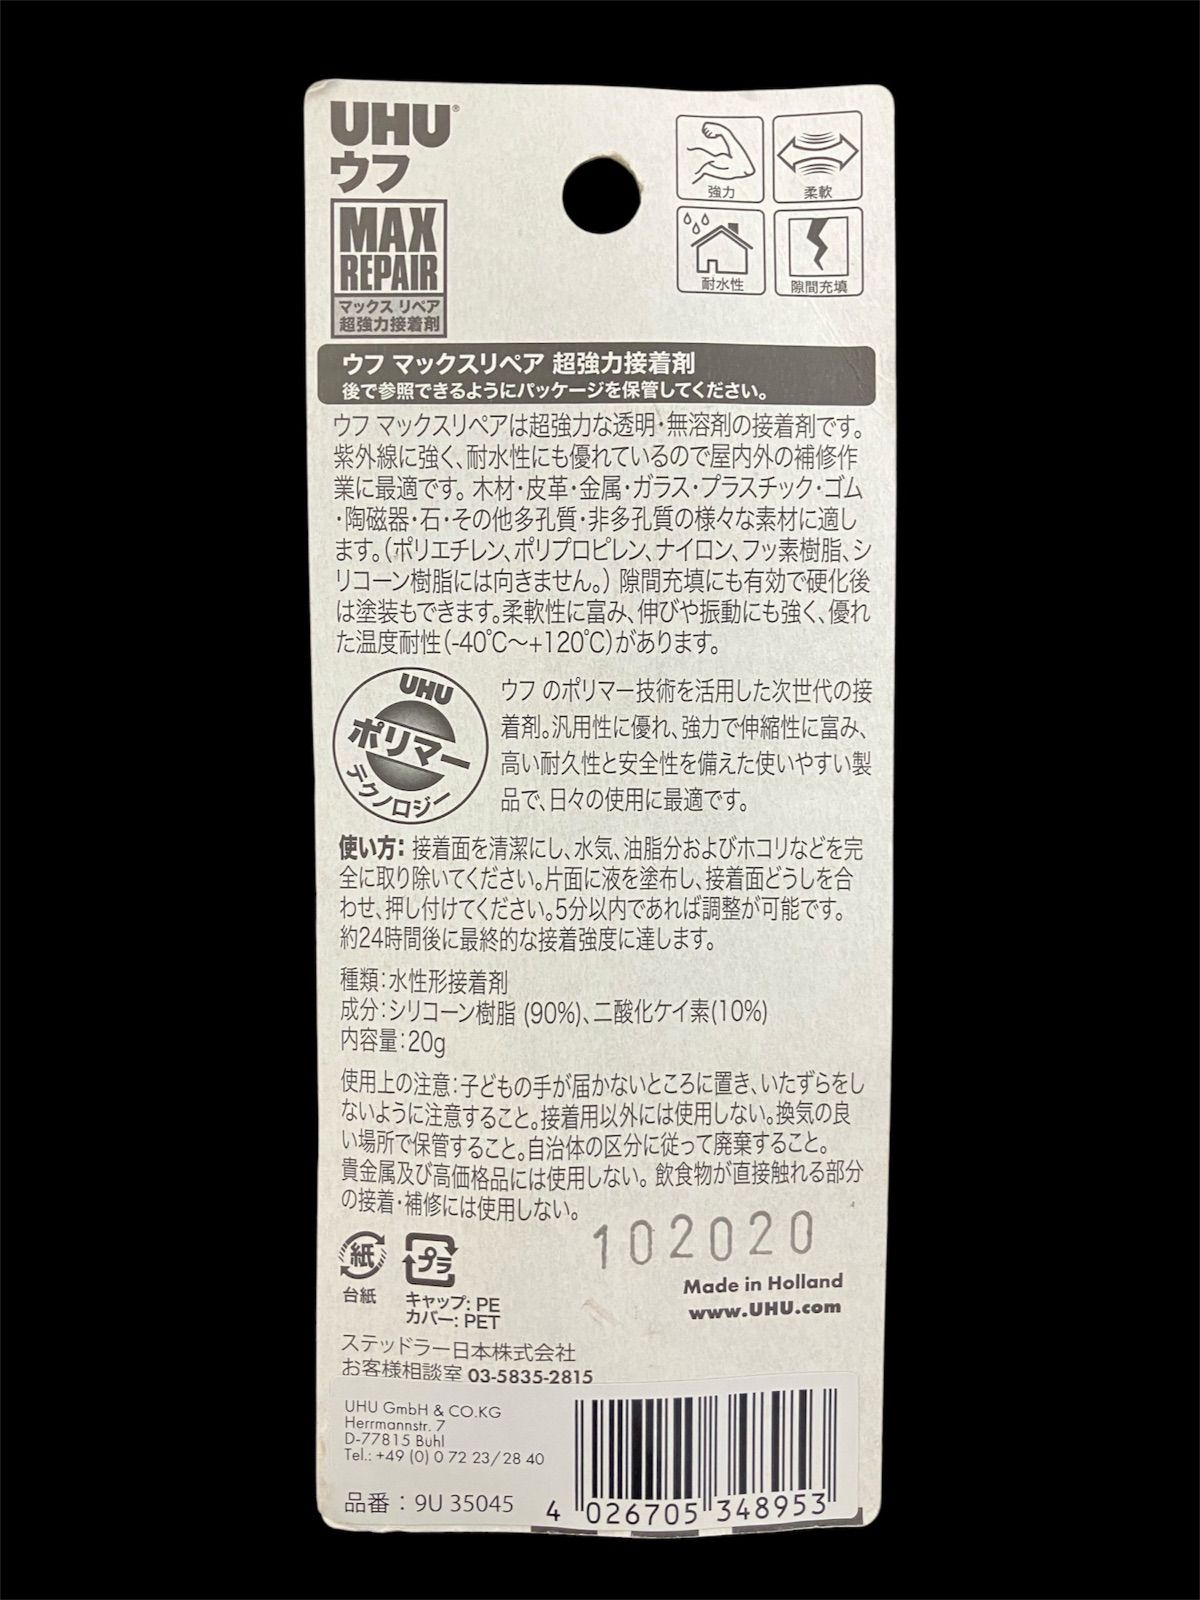 UHU®
ウフ
MAX
REPAIR
マックス リペア
超強力接着剤
強力
柔軟
耐水性
隙間充填
ウフ マックスリペア 超強力接着剤
後で参照できるようにパッケージを保管してください。
ウフ マックスリペアは超強力な透明・無溶剤の接着剤です。
紫外線に強く、耐水性にも優れているので屋内外の補修作
業に最適です。木材・皮革・金属・ガラス・プラスチック・ゴム
・陶磁器・石・その他多孔質・非多孔質の様々な素材に適し
ます。(ポリエチレン、ポリプロピレン、ナイロン、フッ素樹脂、シ
リコーン樹脂には向きません。) 隙間充填にも有効で硬化後
は塗装もできます。柔軟性に富み、伸びや振動にも強く、優れ
た温度耐性(-40℃〜+120℃)があります。
UHU
ポリマー
テクノロジー
ウフ のポリマー技術を活用した次世代の接
着剤。汎用性に優れ、強力で伸縮性に富み、
高い耐久性と安全性を備えた使いやすい製
品で、日々の使用に最適です。
使い方: 接着面を清潔にし、水気、油脂分およびホコリなどを完
全に取り除いてください。片面に液を塗布し、接着面どうしを合
わせ、押し付けてください。5分以内であれば調整が可能です。
約24時間後に最終的な接着強度に達します。
種類:水性形接着剤
成分:シリコーン樹脂 (90%)、二酸化ケイ素(10%)
内容量:20g
使用上の注意:子どもの手が届かないところに置き、いたずらをし
ないように注意すること。接着用以外には使用しない。換気の良
い場所で保管すること。自治体の区分に従って廃棄すること。
貴金属及び高価格品には使用しない。飲食物が直接触れる部分
の接着・補修には使用しない。
102020
紙
台紙
プラ
キャップ: PE
カバー: PET
Made in Holland
www.UHU.com
ステッドラー日本株式会社
お客様相談室 03-5835-2815
UHU GmbH & CO.KG
Herrmannstr. 7
D-77815 Buhl
Tel.: +49 (0) 0 72 23/28 40
品番：9U 35045
4 026705 348953